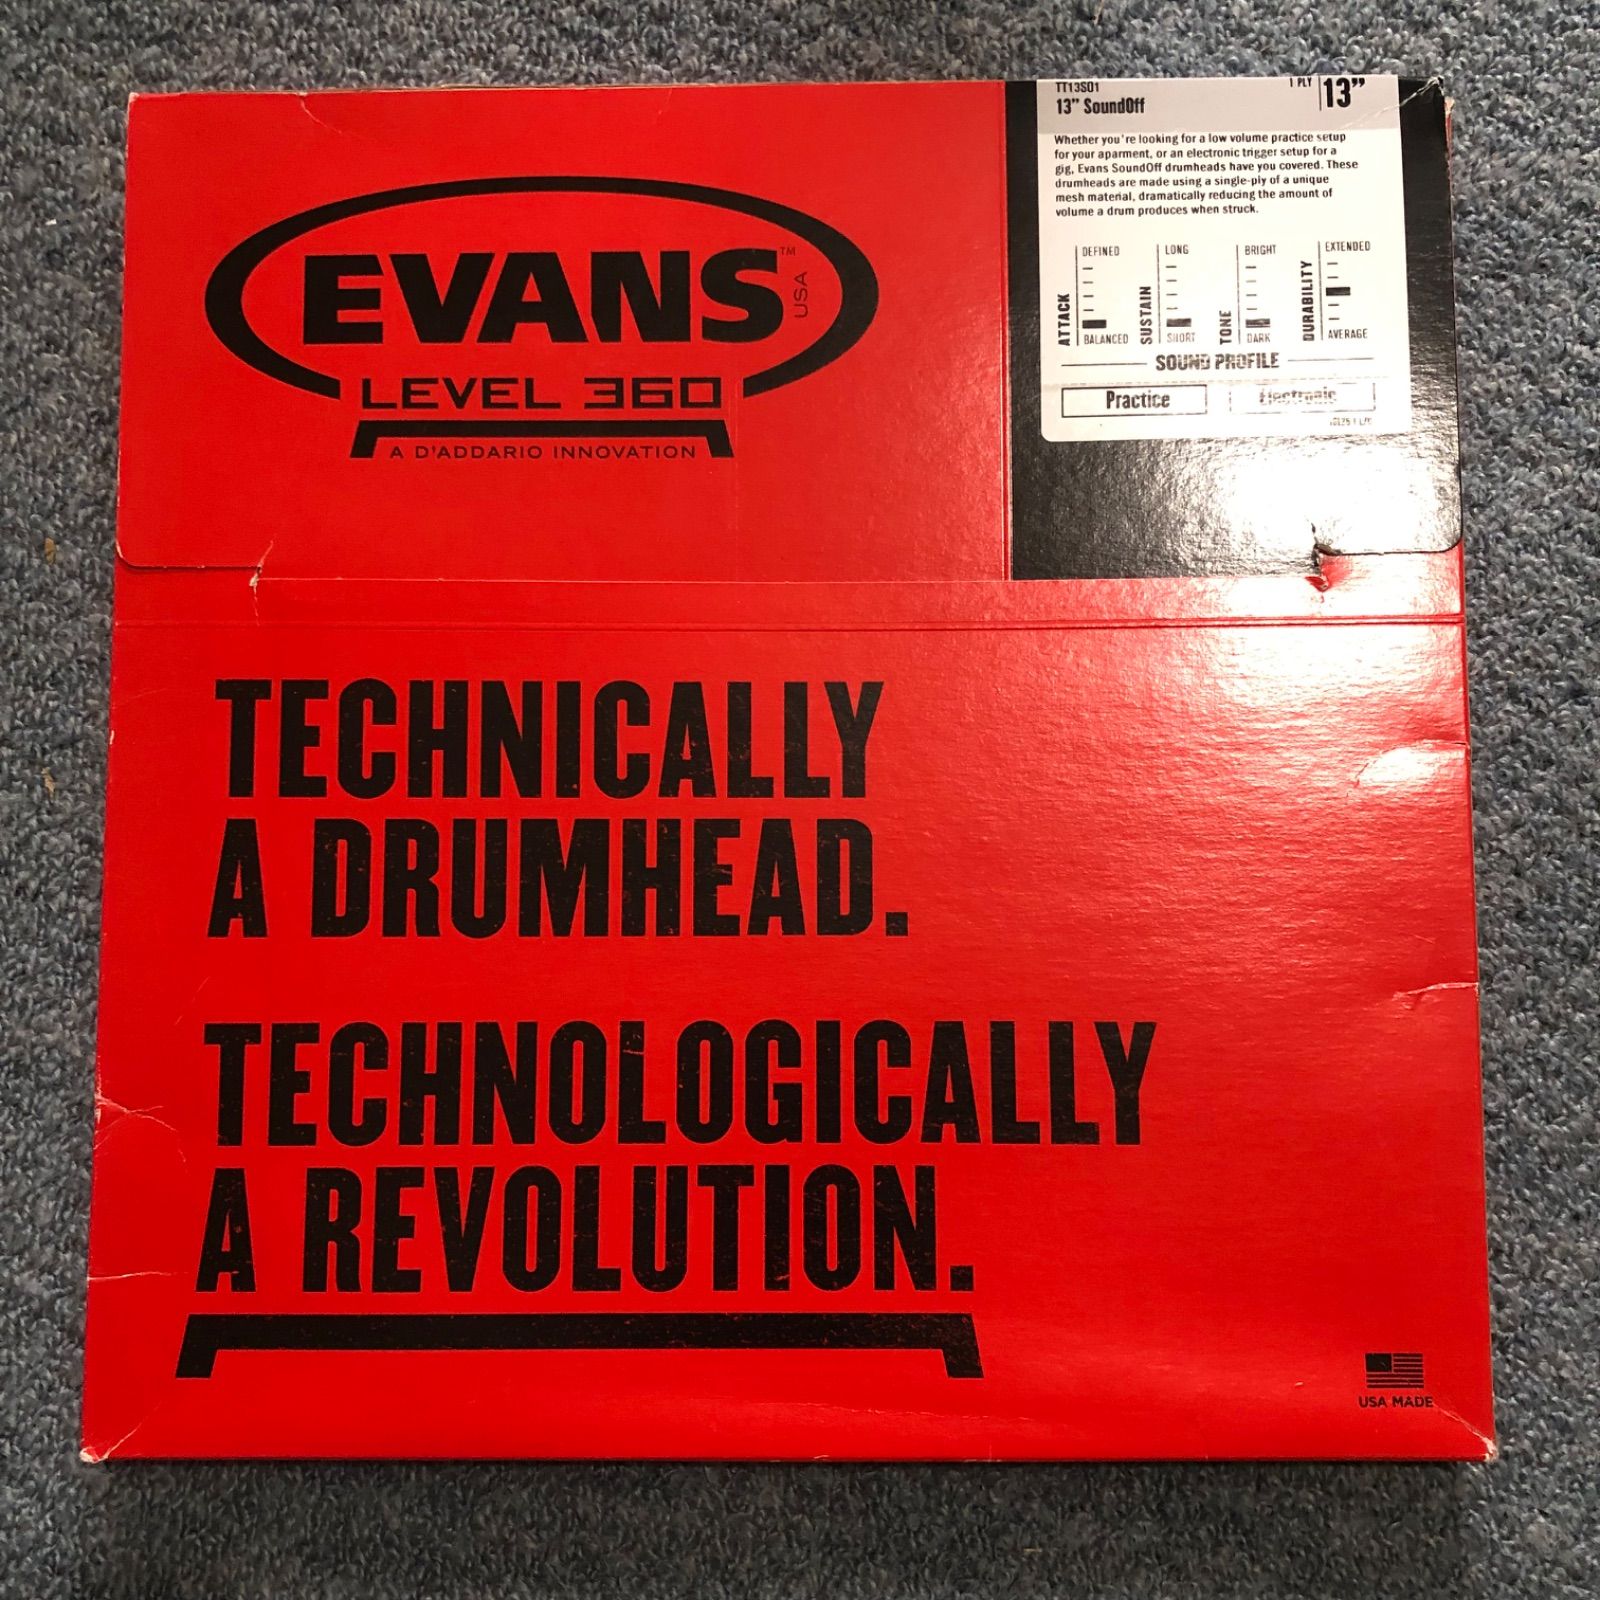 EVANS™
USA
LEVEL 360
A D'ADDARIO INNOVATION
TT13S01
13” SoundOff
1 PLY
13”
Whether you're looking for a low volume practice setup
for your aparment, or an electronic trigger setup for a
gig, Evans SoundOff drumheads have you covered. These
drumheads are made using a single-ply of a unique
mesh material, dramatically reducing the amount of
volume a drum produces when struck.
ATTACK
DEFINED
BALANCED
SUSTAIN
LONG
SHORT
TONE
BRIGHT
DARK
DURABILITY
EXTENDED
AVERAGE
SOUND PROFILE
Practice
Electronic
TECHNICALLY
A DRUMHEAD.
TECHNOLOGICALLY
A REVOLUTION.
USA MADE